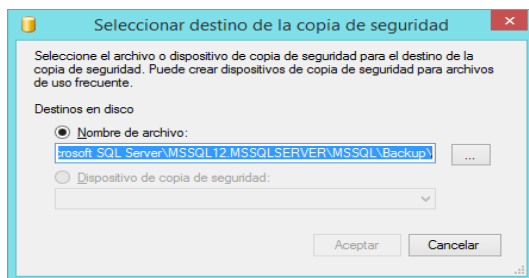 Seleccionar destino de la copia de seguridad
Seleccione el archivo o dispositivo de copia de seguridad para el destino de la
copia de seguridad. Puede crear dispositivos de copia de seguridad para archivos
de uso frecuente.
Destinos en disco
Nombre de archivo:
crosoft SQL Server\MSSQL12.MSSQLSERVER\MSSQL\Backup\
...
Dispositivo de copia de seguridad:
Aceptar Cancelar